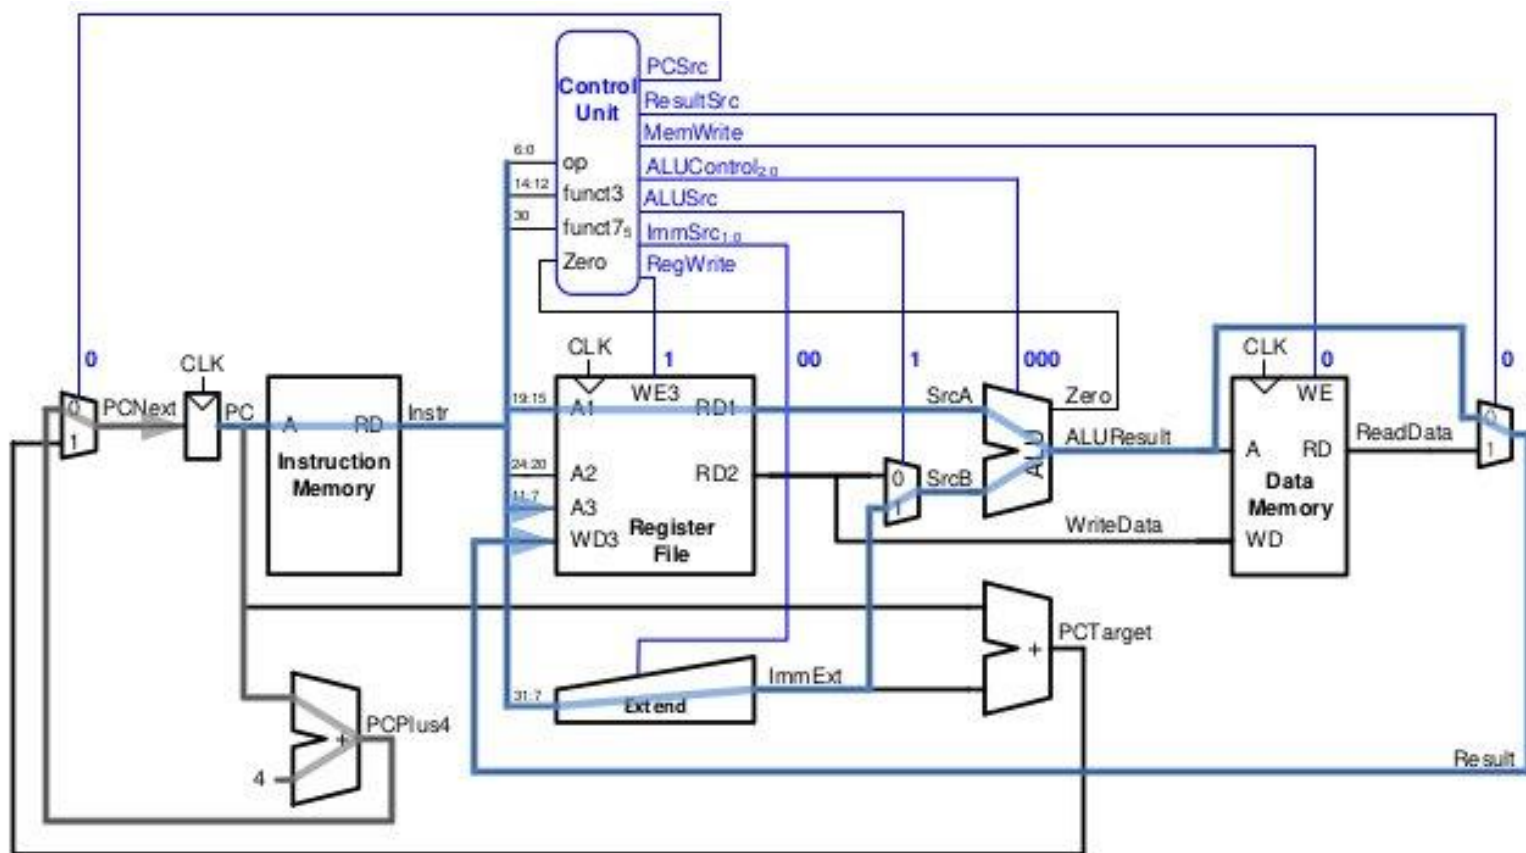 PCSrc
Control
Unit
ResultSrc
MemWrite
6:0
op
ALUControl2:0
14:12
funct3
ALUSrc
30
funct75
ImmSrc1:0
Zero
RegWrite
0
CLK
CLK
1
00
1
000
CLK
0
0
0
PCNext
PC
A
RD
Instr
19:15
A1
WE3
RD1
SrcA
Zero
WE
0
1
Instruction
Memory
24:20
A2
RD2
0
SrcB
1
ALU
ALUResult
A
RD
ReadData
1
Data
Memory
11:7
A3
WD3
Register
File
WriteData
WD
PCTarget
+
31:7
Extend
ImmExt
PCPlus4
+
4
Result